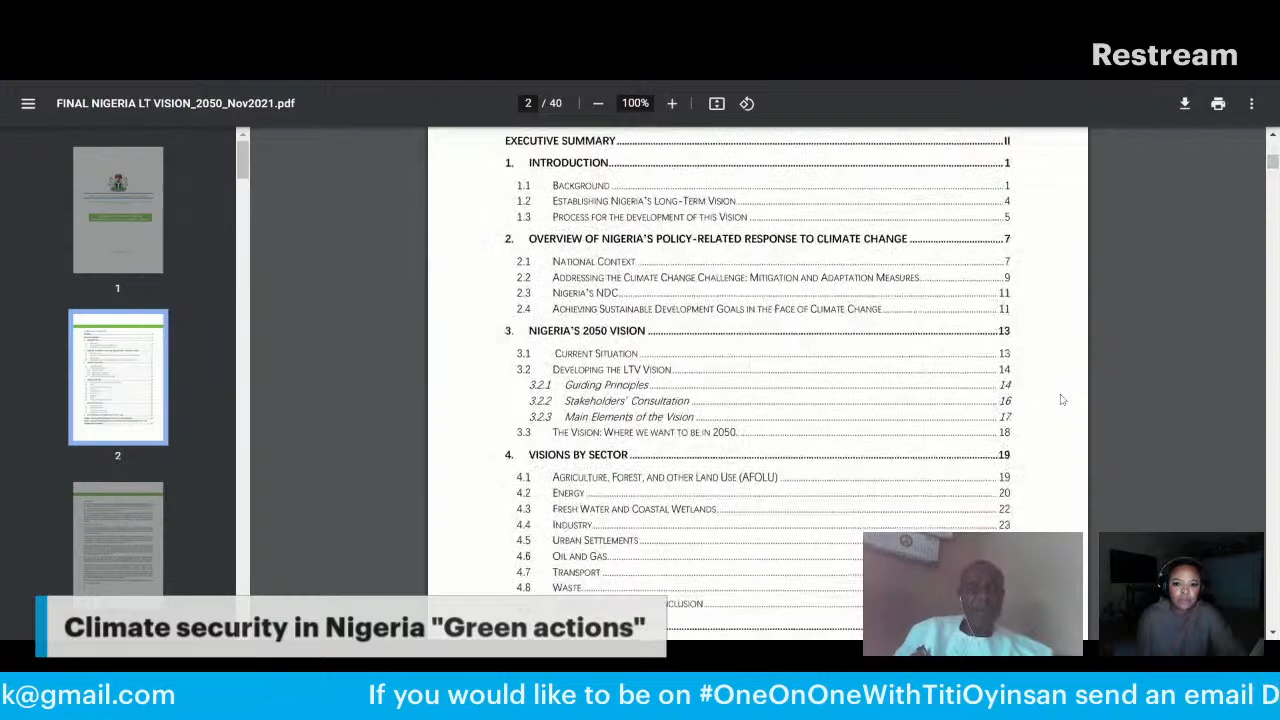 Restream
FINAL NIGERIA LT VISION_2050_Nov2021.pdf
2 / 40
100%
EXECUTIVE SUMMARY II
1. INTRODUCTION 1
1.1 BACKGROUND 1
1.2 ESTABLISHING NIGERIA'S LONG-TERM VISION 4
1.3 PROCESS FOR THE DEVELOPMENT OF THIS VISION 5
2. OVERVIEW OF NIGERIA'S POLICY-RELATED RESPONSE TO CLIMATE CHANGE 7
2.1 NATIONAL CONTEXT 7
2.2 ADDRESSING THE CLIMATE CHANGE CHALLENGE: MITIGATION AND ADAPTATION MEASURES 9
2.3 NIGERIA'S NDC 11
2.4 ACHIEVING SUSTAINABLE DEVELOPMENT GOALS IN THE FACE OF CLIMATE CHANGE 11
3. NIGERIA'S 2050 VISION 13
3.1 CURRENT SITUATION 13
3.2 DEVELOPING THE LTV VISION 14
3.2.1 Guiding Principles 14
3.2.2 Stakeholders' Consultation 16
3.2.3 Main Elements of the Vision 17
3.3 THE VISION: WHERE WE WANT TO BE IN 2050 18
4. VISIONS BY SECTOR 19
4.1 AGRICULTURE, FOREST, AND OTHER LAND USE (AFOLU) 19
4.2 ENERGY 20
4.3 FRESH WATER AND COASTAL WETLANDS 22
4.4 INDUSTRY 23
4.5 URBAN SETTLEMENTS
4.6 OIL AND GAS
4.7 TRANSPORT
4.8 WASTE
1
2
Climate security in Nigeria "Green actions"
k@gmail.com If you would like to be on #OneOnOneWithTitiOyinsan send an email D